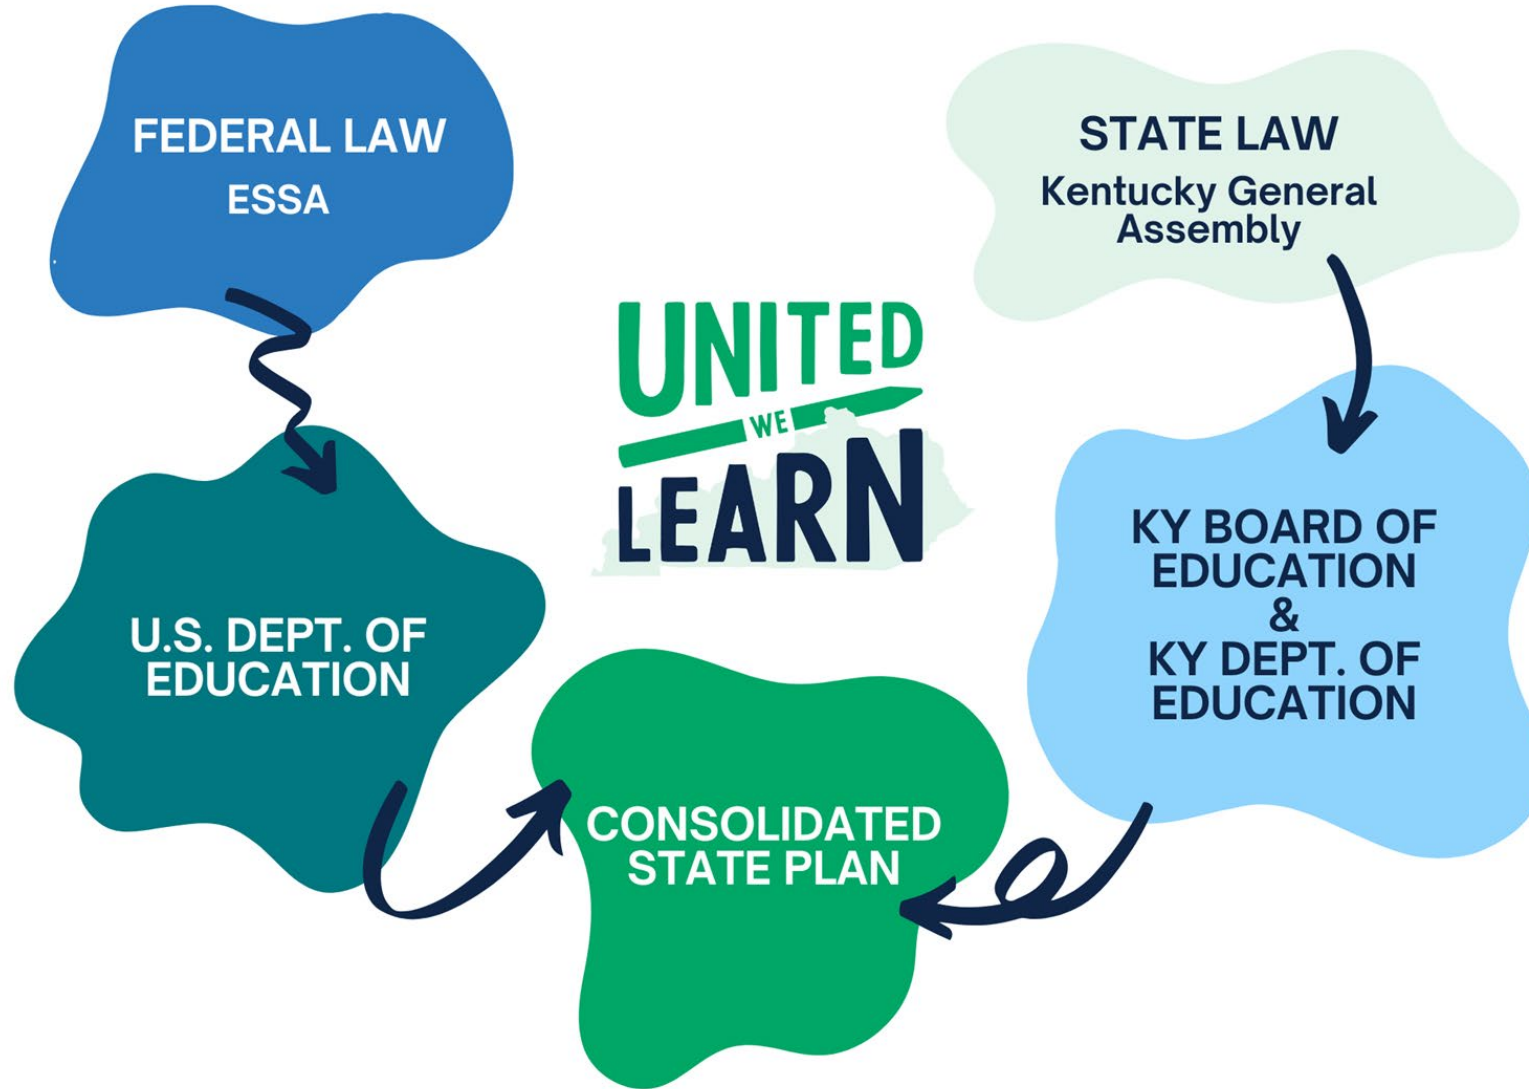 FEDERAL LAW
ESSA
STATE LAW
Kentucky General
Assembly
UNITED
WE
LEARN
U.S. DEPT. OF
EDUCATION
KY BOARD OF
EDUCATION
&
KY DEPT. OF
EDUCATION
CONSOLIDATED
STATE PLAN